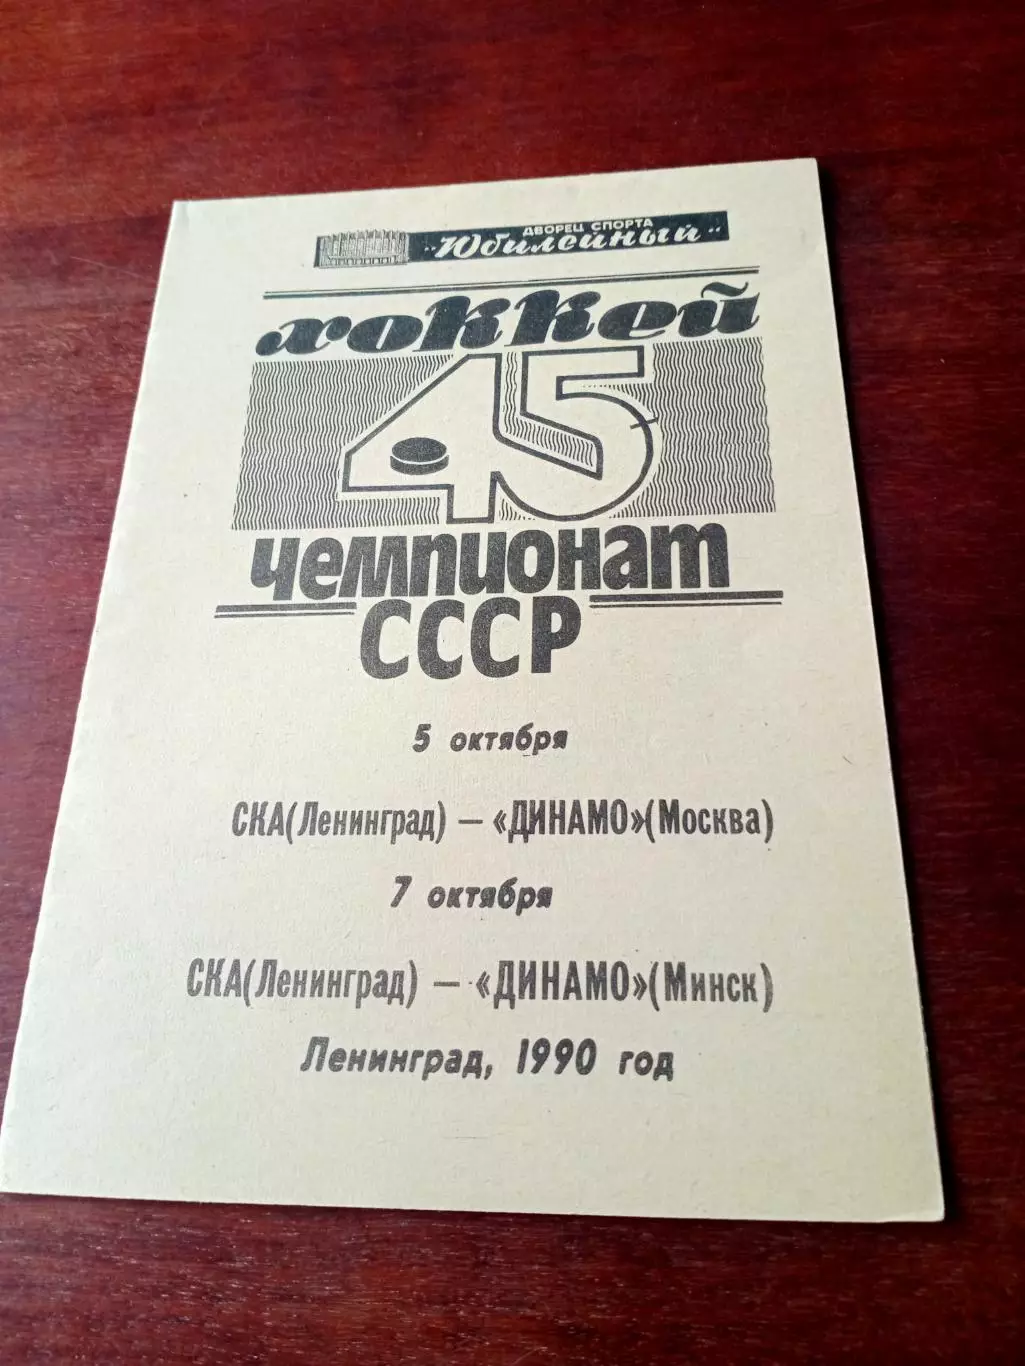 ДВОРЕЦ СПОРТА
"Юбилейный"
хоккей
45
чемпионат
СССР
5 октября
СКА(Ленинград) — «ДИНАМО»(Москва)
7 октября
СКА(Ленинград) — «ДИНАМО»(Минск)
Ленинград, 1990 год